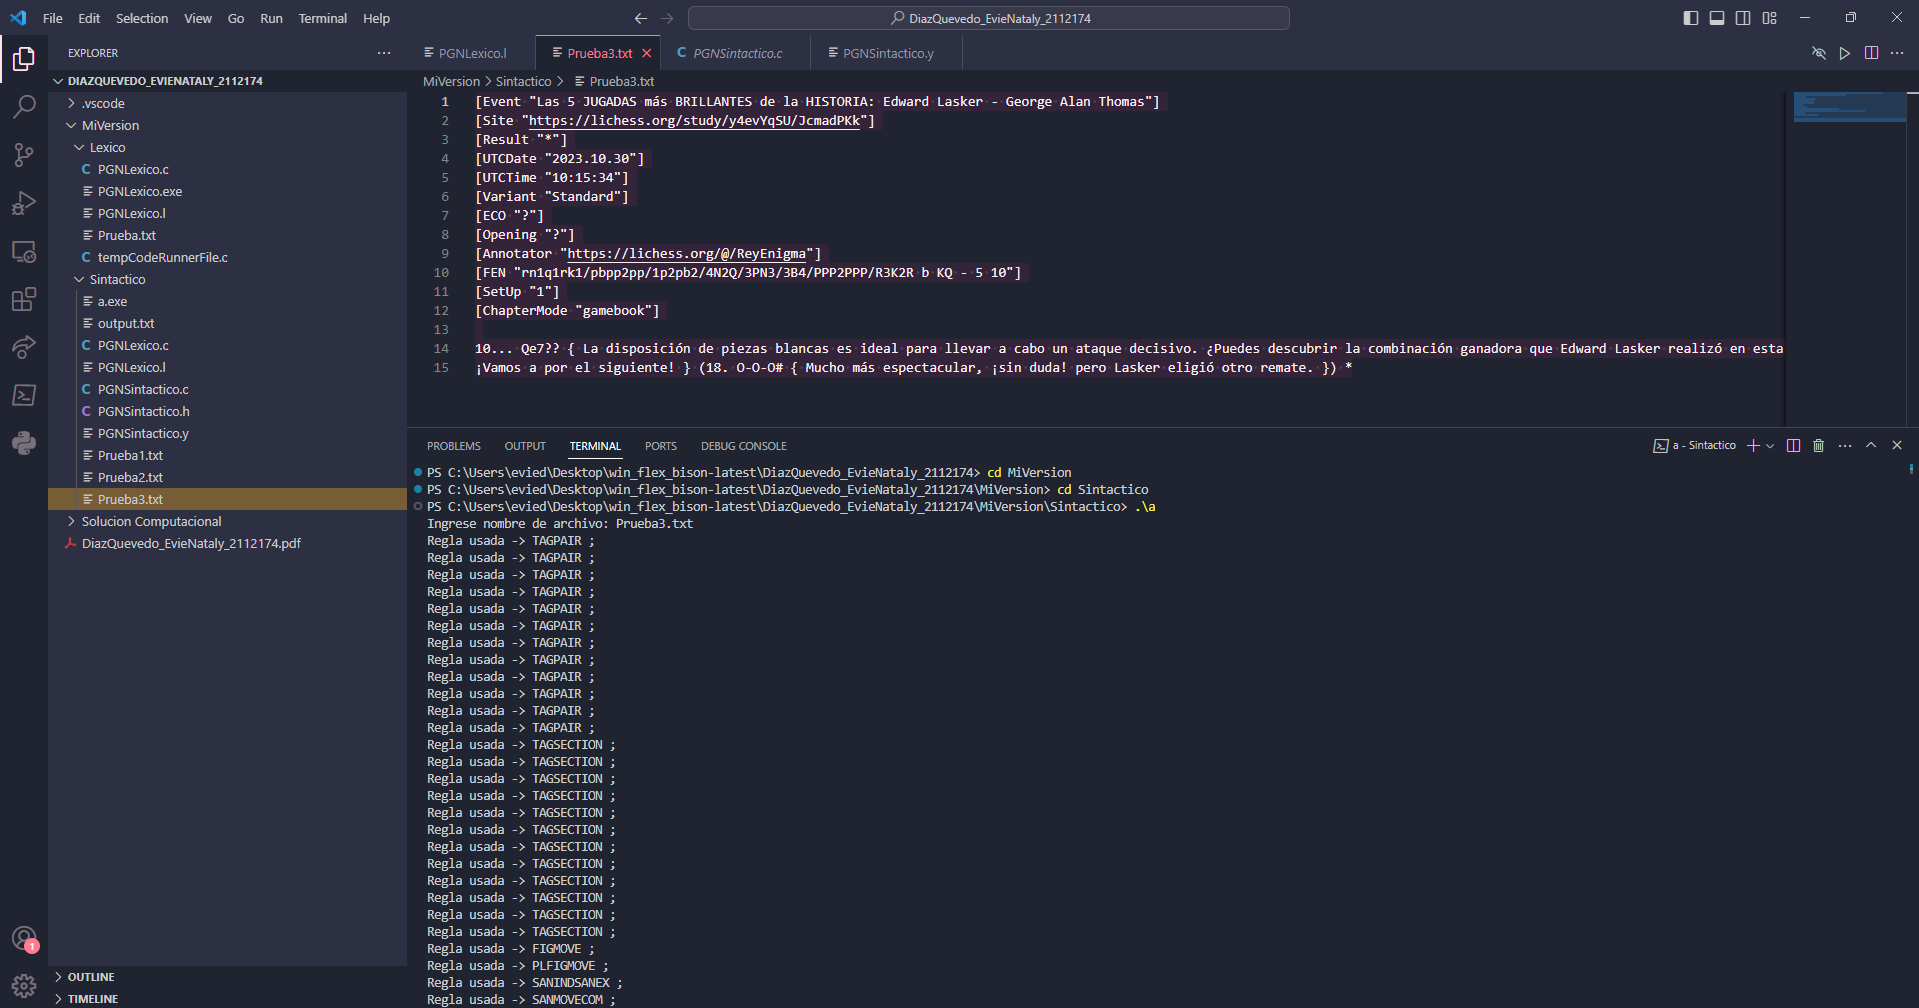 File Edit Selection View Go Run Terminal Help
DiazQuevedo_EvieNataly_2112174
EXPLORER
DIAZQUEVEDO_EVIENATALY_2112174
.vscode
MiVersion
Lexico
PGNLexico.c
PGNLexico.exe
PGNLexico.l
Prueba.txt
tempCodeRunnerFile.c
Sintactico
a.exe
output.txt
PGNLexico.c
PGNLexico.l
PGNSintactico.c
PGNSintactico.h
PGNSintactico.y
Prueba1.txt
Prueba2.txt
Prueba3.txt
Solucion Computacional
DiazQuevedo_EvieNataly_2112174.pdf
OUTLINE
TIMELINE
1
PGNLexico.l Prueba3.txt PGNSintactico.c PGNSintactico.y
MiVersion > Sintactico > Prueba3.txt
1 [Event "Las 5 JUGADAS más BRILLANTES de la HISTORIA: Edward Lasker - George Alan Thomas"]
2 [Site "https://lichess.org/study/y4evYqSU/JcmadPKk"]
3 [Result "*"]
4 [UTCDate "2023.10.30"]
5 [UTCTime "10:15:34"]
6 [Variant "Standard"]
7 [ECO "?"]
8 [Opening "?"]
9 [Annotator "https://lichess.org/@/ReyEnigma"]
10 [FEN "rn1q1rk1/pbpp2pp/1p2pb2/4N2Q/3PN3/3B4/PPP2PPP/R3K2R b KQ - 5 10"]
11 [SetUp "1"]
12 [ChapterMode "gamebook"]
13
14 10... Qe7?? { La disposición de piezas blancas es ideal para llevar a cabo un ataque decisivo. ¿Puedes descubrir la combinación ganadora que Edward Lasker realizó en esta
15 ¡Vamos a por el siguiente! } (18. O-O-O# { Mucho más espectacular, ¡sin duda! pero Lasker eligió otro remate. }) *
PROBLEMS OUTPUT TERMINAL PORTS DEBUG CONSOLE
a - Sintactico
PS C:\Users\evied\Desktop\win_flex_bison-latest\DiazQuevedo_EvieNataly_2112174> cd MiVersion
PS C:\Users\evied\Desktop\win_flex_bison-latest\DiazQuevedo_EvieNataly_2112174\MiVersion> cd Sintactico
PS C:\Users\evied\Desktop\win_flex_bison-latest\DiazQuevedo_EvieNataly_2112174\MiVersion\Sintactico> .\a
Ingrese nombre de archivo: Prueba3.txt
Regla usada -> TAGPAIR ;
Regla usada -> TAGPAIR ;
Regla usada -> TAGPAIR ;
Regla usada -> TAGPAIR ;
Regla usada -> TAGPAIR ;
Regla usada -> TAGPAIR ;
Regla usada -> TAGPAIR ;
Regla usada -> TAGPAIR ;
Regla usada -> TAGPAIR ;
Regla usada -> TAGPAIR ;
Regla usada -> TAGPAIR ;
Regla usada -> TAGPAIR ;
Regla usada -> TAGSECTION ;
Regla usada -> TAGSECTION ;
Regla usada -> TAGSECTION ;
Regla usada -> TAGSECTION ;
Regla usada -> TAGSECTION ;
Regla usada -> TAGSECTION ;
Regla usada -> TAGSECTION ;
Regla usada -> TAGSECTION ;
Regla usada -> TAGSECTION ;
Regla usada -> TAGSECTION ;
Regla usada -> TAGSECTION ;
Regla usada -> TAGSECTION ;
Regla usada -> FIGMOVE ;
Regla usada -> PLFIGMOVE ;
Regla usada -> SANINDSANEX ;
Regla usada -> SANMOVECOM ;